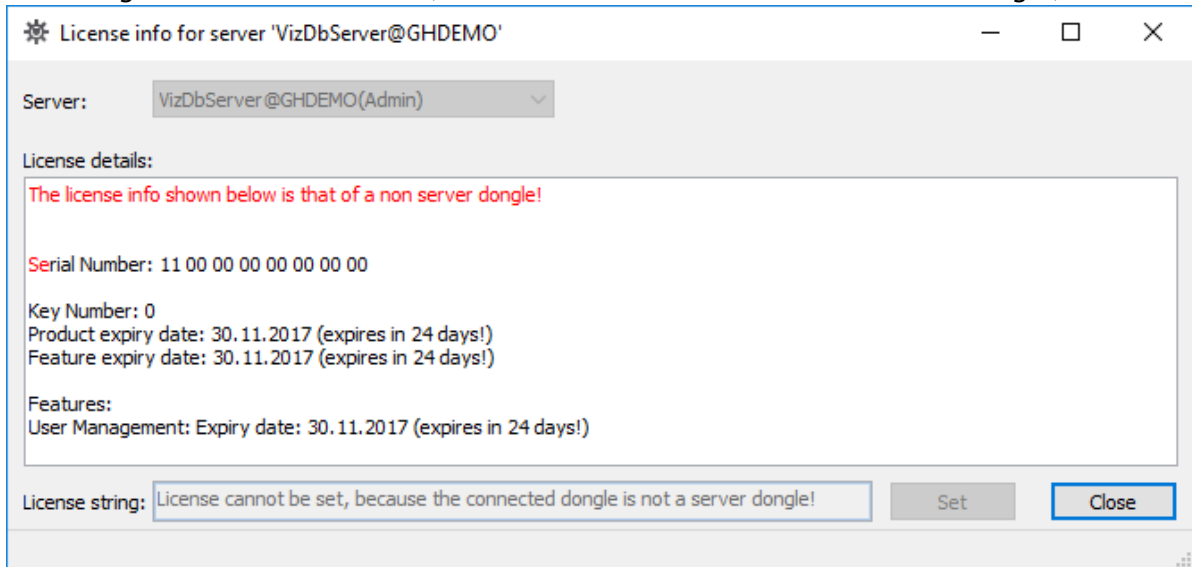 License info for server 'VizDbServer@GHDEMO'
Server: VizDbServer@GHDEMO(Admin)
License details:
The license info shown below is that of a non server dongle!
Serial Number: 11 00 00 00 00 00 00 00
Key Number: 0
Product expiry date: 30.11.2017 (expires in 24 days!)
Feature expiry date: 30.11.2017 (expires in 24 days!)
Features:
User Management: Expiry date: 30.11.2017 (expires in 24 days!)
License string: License cannot be set, because the connected dongle is not a server dongle! Set Close